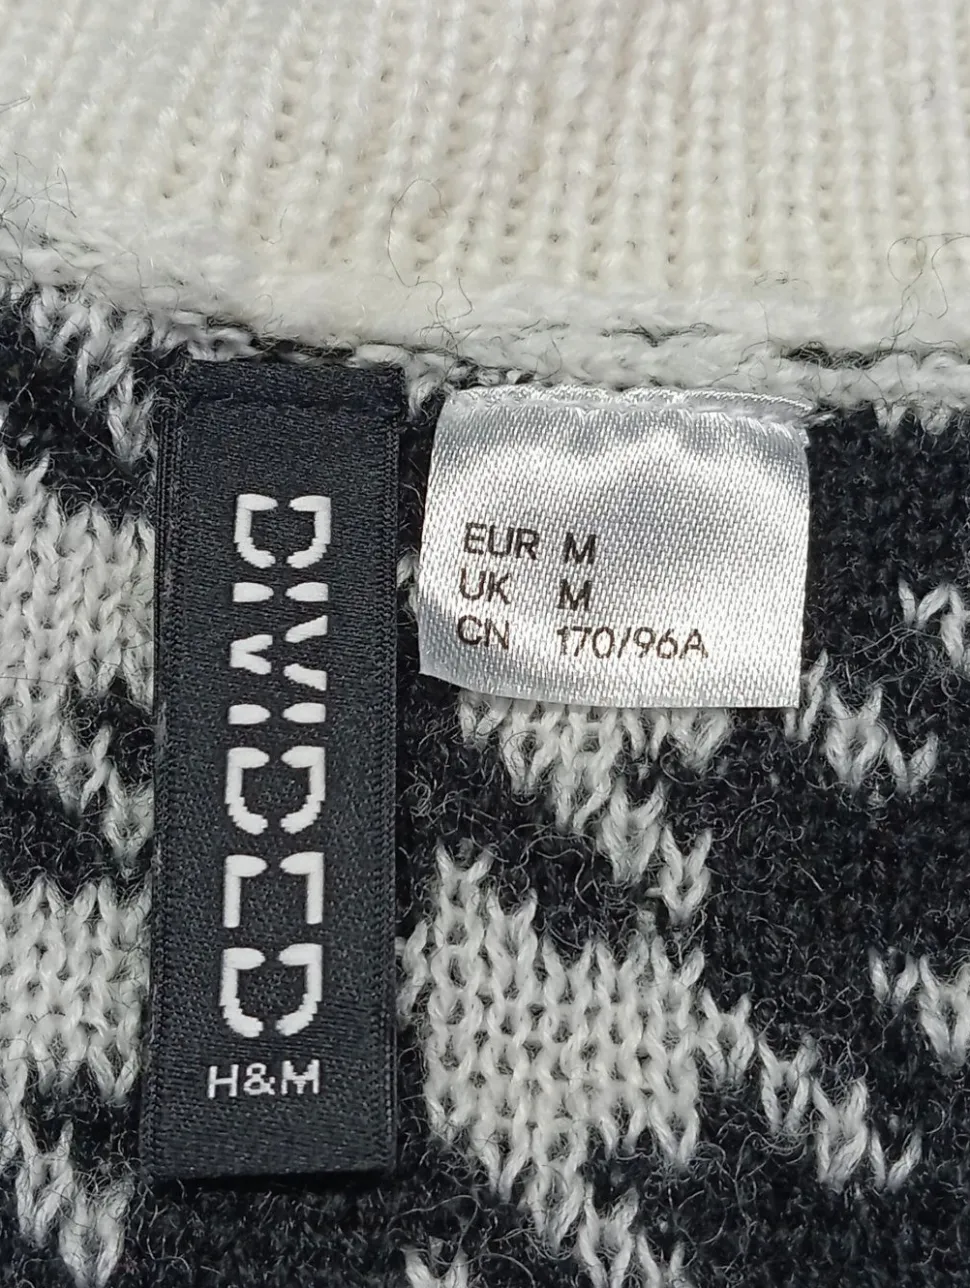 DIVIDED
H&M
EUR M
UK M
CN 170/96A